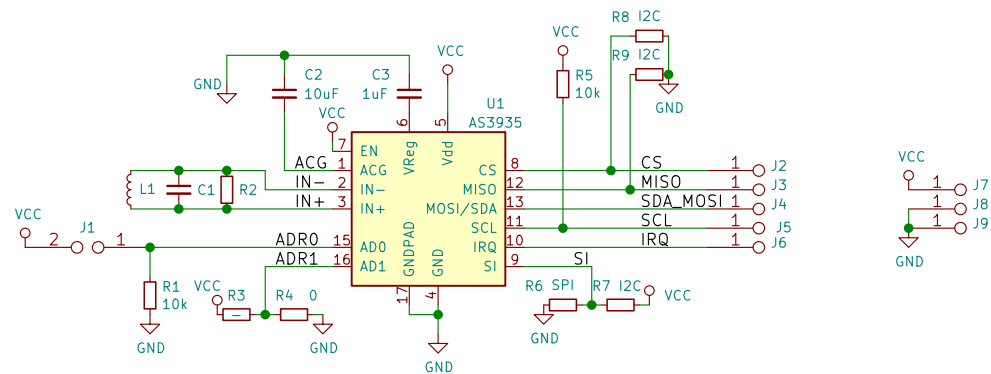 R8 I2C
VCC
R9 I2C
VCC
GND
C2
10uF
C3
1uF
R5
10k
GND
VCC
U1
AS3935
6
5
7
EN
VReg
Vdd
ACG
1
ACG
CS
8
CS
1
J2
L1
C1
R2
IN-
2
IN-
MISO
12
MISO
1
J3
IN+
3
IN+
MOSI/SDA
13
SDA_MOSI
1
J4
SCL
11
SCL
1
J5
VCC
2
J1
1
ADR0
15
AD0
IRQ
10
IRQ
1
J6
ADR1
16
AD1
GNDPAD
GND
SI
9
SI
17
4
R1
10k
GND
VCC
R3
—
R4
0
GND
GND
R6
SPI
R7
I2C
VCC
GND
VCC
1
J7
1
J8
1
J9
GND